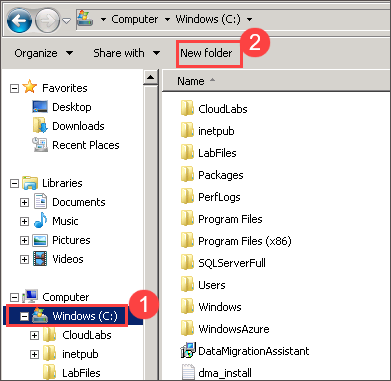 Computer Windows (C:)
Organize Share with New folder 2
Favorites
Desktop
Downloads
Recent Places
Libraries
Documents
Music
Pictures
Videos
Computer
Windows (C:) 1
CloudLabs
inetpub
LabFiles
Name
CloudLabs
inetpub
LabFiles
Packages
PerfLogs
Program Files
Program Files (x86)
SQLServerFull
Users
Windows
WindowsAzure
DataMigrationAssistant
dma_install